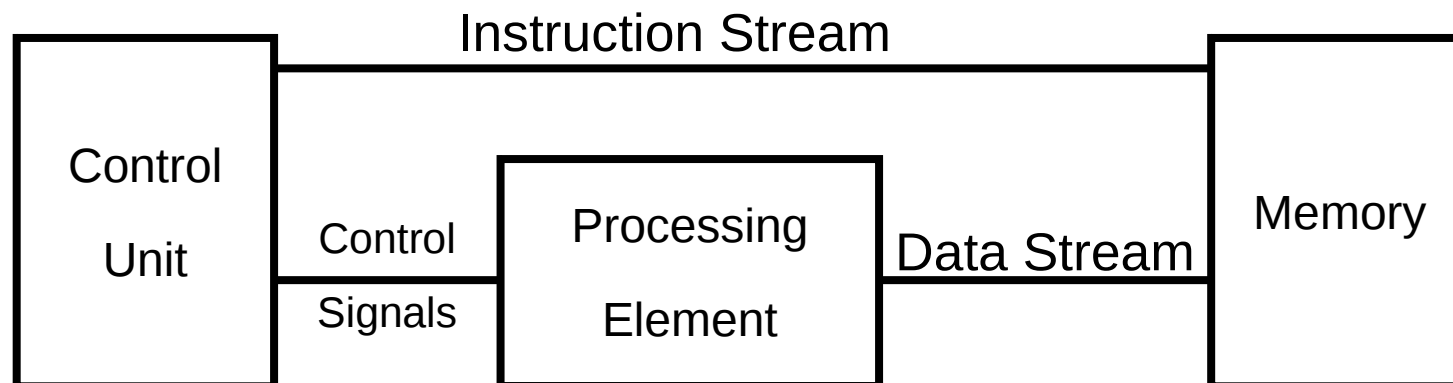 Instruction Stream
Control
Unit
Control
Signals
Processing
Element
Data Stream
Memory